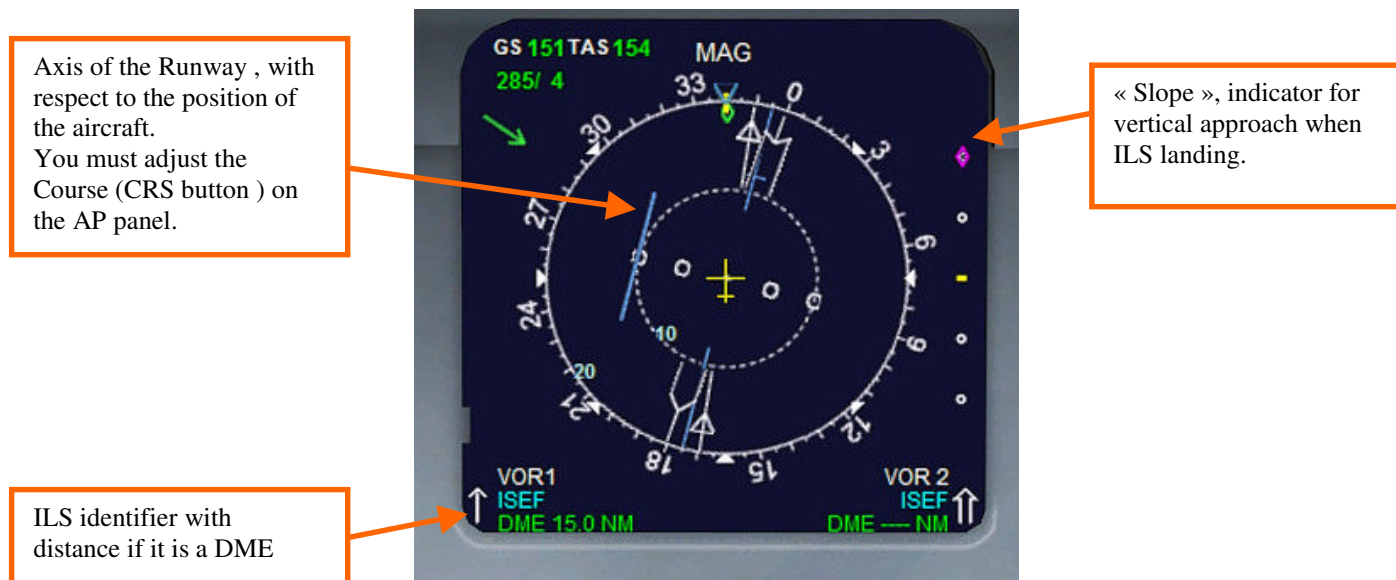 Axis of the Runway , with
respect to the position of
the aircraft.
You must adjust the
Course (CRS button ) on
the AP panel.
GS 151 TAS 154
MAG
285/ 4
« Slope », indicator for
vertical approach when
ILS landing.
33
0
30
3
27
6
24
9
10
20
21
12
18
15
VOR1
VOR 2
ISEF
ISEF
DME 15.0 NM
DME ---- NM
ILS identifier with
distance if it is a DME